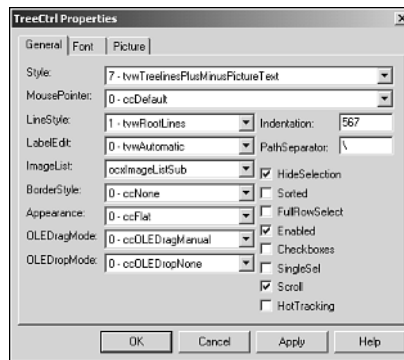 TreeCtrl Properties
General Font Picture
Style: 7 - tvwTreelinesPlusMinusPictureText
MousePointer: 0 - ccDefault
LineStyle: 1 - tvwRootLines Indentation: 567
LabelEdit: 0 - tvwAutomatic PathSeparator: \
ImageList: ocxImageListSub HideSelection
BorderStyle: 0 - ccNone Sorted
Appearance: 0 - ccFlat FullRowSelect
OLEDragMode: 0 - ccOLEDragManual Enabled
OLEDropMode: 0 - ccOLEDropNone Checkboxes
SingleSel
Scroll
HotTracking
OK Cancel Apply Help